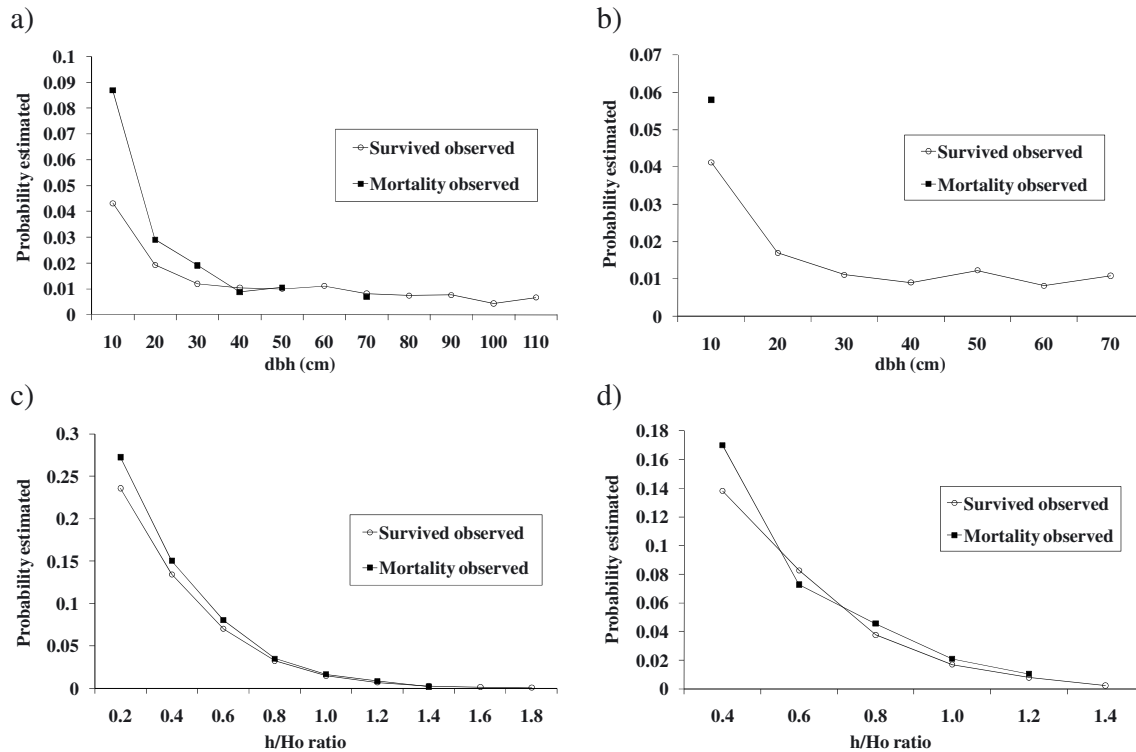 a)
Probability estimated
0.1
0.09
0.08
0.07
0.06
0.05
0.04
0.03
0.02
0.01
0
Survived observed
Mortality observed
10 20 30 40 50 60 70 80 90 100 110
dbh (cm)
b)
Probability estimated
0.07
0.06
0.05
0.04
0.03
0.02
0.01
0
Survived observed
Mortality observed
10 20 30 40 50 60 70
dbh (cm)
c)
Probability estimated
0.3
0.25
0.2
0.15
0.1
0.05
0
Survived observed
Mortality observed
0.2 0.4 0.6 0.8 1.0 1.2 1.4 1.6 1.8
h/Ho ratio
d)
Probability estimated
0.18
0.16
0.14
0.12
0.1
0.08
0.06
0.04
0.02
0
Survived observed
Mortality observed
0.4 0.6 0.8 1.0 1.2 1.4
h/Ho ratio